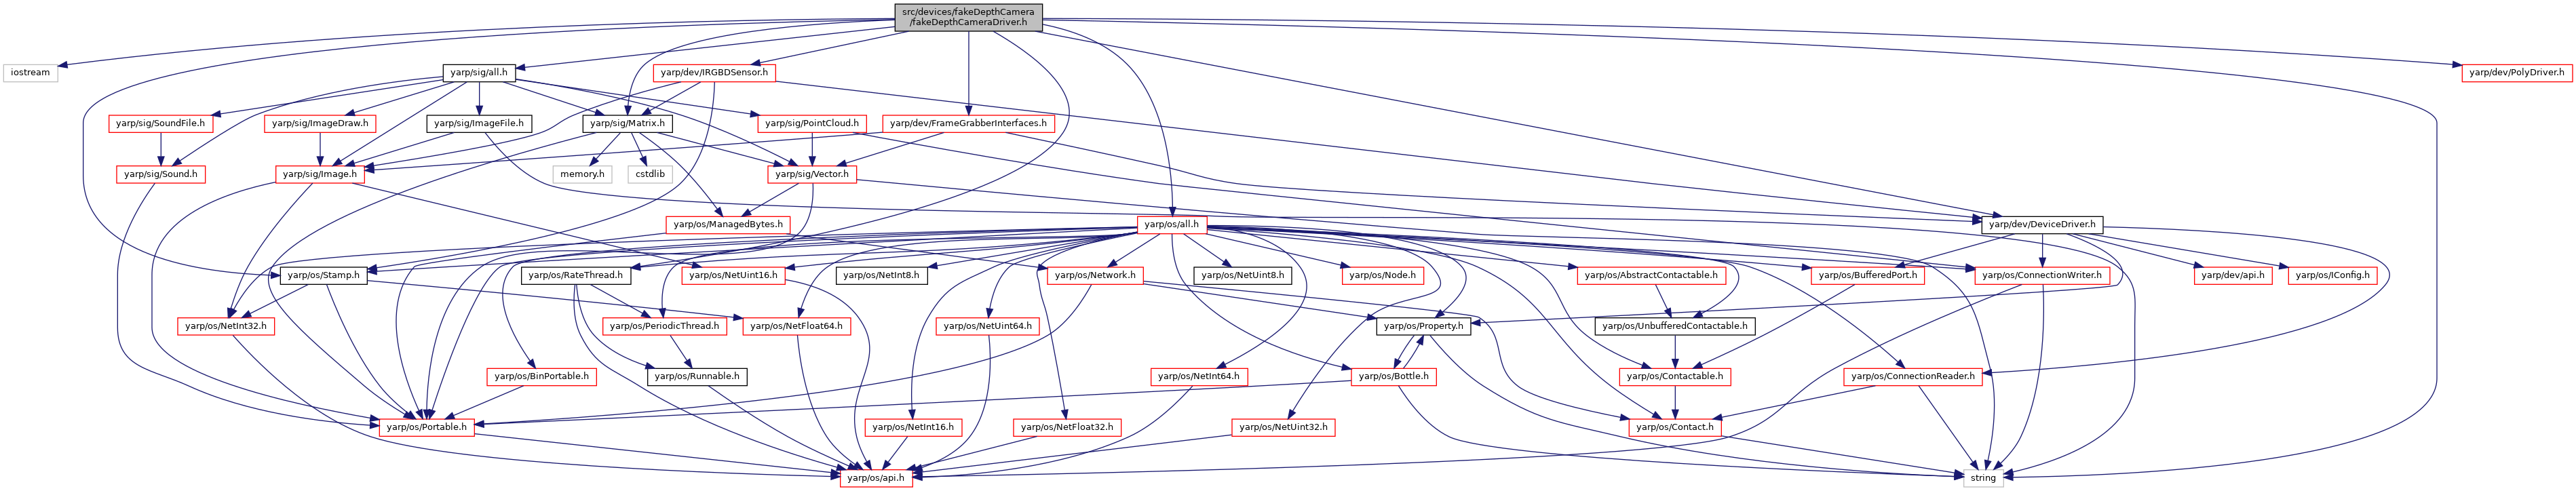 src/devices/fakeDepthCamera
/fakeDepthCameraDriver.h
iostream
yarp/sig/all.h
yarp/dev/IRGBDSensor.h
yarp/dev/PolyDriver.h
yarp/sig/SoundFile.h
yarp/sig/ImageDraw.h
yarp/sig/ImageFile.h
yarp/sig/Matrix.h
yarp/sig/PointCloud.h
yarp/dev/FrameGrabberInterfaces.h
yarp/sig/Sound.h
yarp/sig/Image.h
memory.h
cstdlib
yarp/sig/Vector.h
yarp/os/ManagedBytes.h
yarp/os/all.h
yarp/dev/DeviceDriver.h
yarp/os/Stamp.h
yarp/os/RateThread.h
yarp/os/NetUint16.h
yarp/os/NetInt8.h
yarp/os/Network.h
yarp/os/NetUint8.h
yarp/os/Node.h
yarp/os/AbstractContactable.h
yarp/os/BufferedPort.h
yarp/os/ConnectionWriter.h
yarp/dev/api.h
yarp/os/IConfig.h
yarp/os/NetInt32.h
yarp/os/PeriodicThread.h
yarp/os/NetFloat64.h
yarp/os/NetUint64.h
yarp/os/Property.h
yarp/os/UnbufferedContactable.h
yarp/os/BinPortable.h
yarp/os/Runnable.h
yarp/os/NetInt64.h
yarp/os/Bottle.h
yarp/os/Contactable.h
yarp/os/ConnectionReader.h
yarp/os/Portable.h
yarp/os/NetInt16.h
yarp/os/NetFloat32.h
yarp/os/NetUint32.h
yarp/os/Contact.h
yarp/os/api.h
string